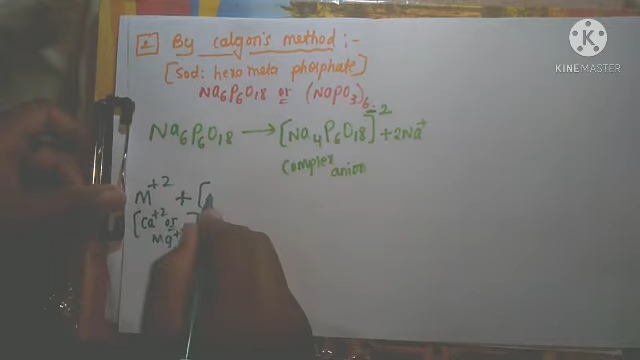 2 By calgon's method :-
[Sod: hexa meta phosphate]
Na6P6O18 or (NaPO3)6.
Na6P6O18 → [Na4P6O18]-2 + 2Na+
Complex anion
M+2 + [
[Ca+2 or
Mg+
KINEMASTER